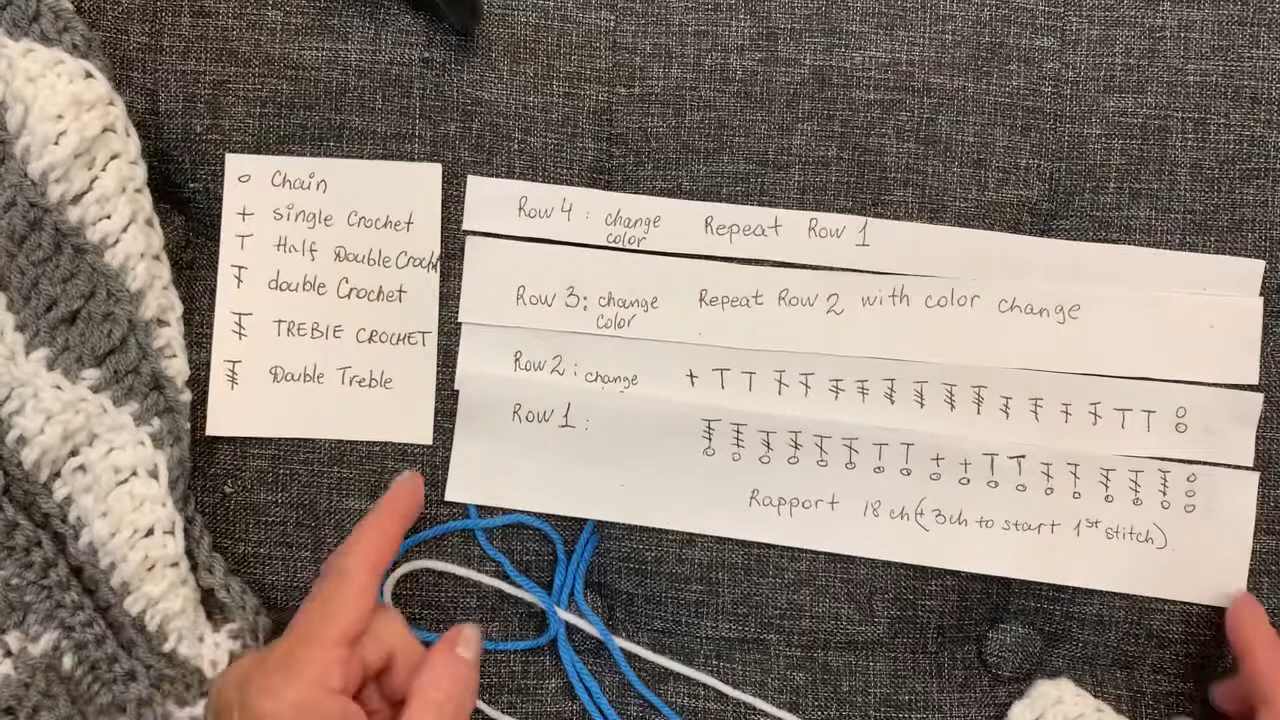 Chain
+ single Crochet
T Half Double Croch
double Crochet
TREBLE CROCHET
Double Treble
Row 4 : change color Repeat Row 1
Row 3 : change color Repeat Row 2 with color change
Row 2 : change
Row 1 :
Rapport 18 ch (+ 3ch to start 1st stitch)